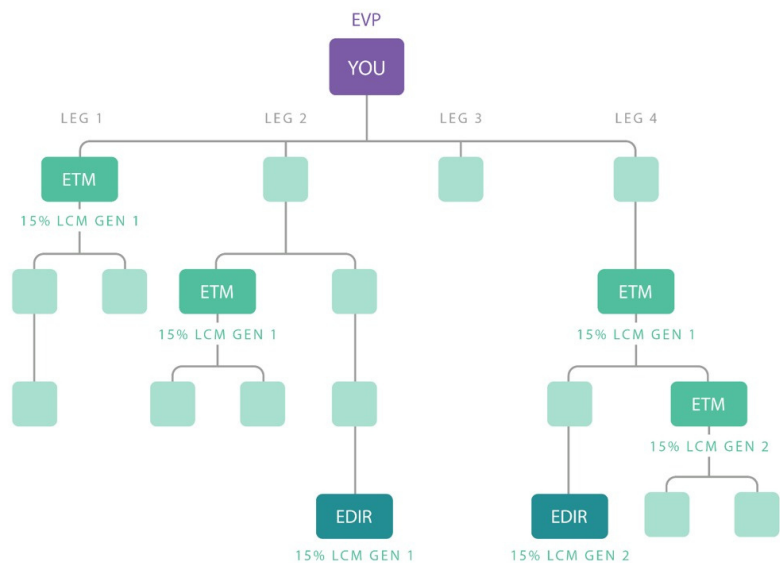 EVP
YOU
LEG 1
LEG 2
LEG 3
LEG 4
ETM
15% LCM GEN 1
ETM
15% LCM GEN 1
ETM
15% LCM GEN 1
ETM
15% LCM GEN 2
EDIR
15% LCM GEN 1
EDIR
15% LCM GEN 2